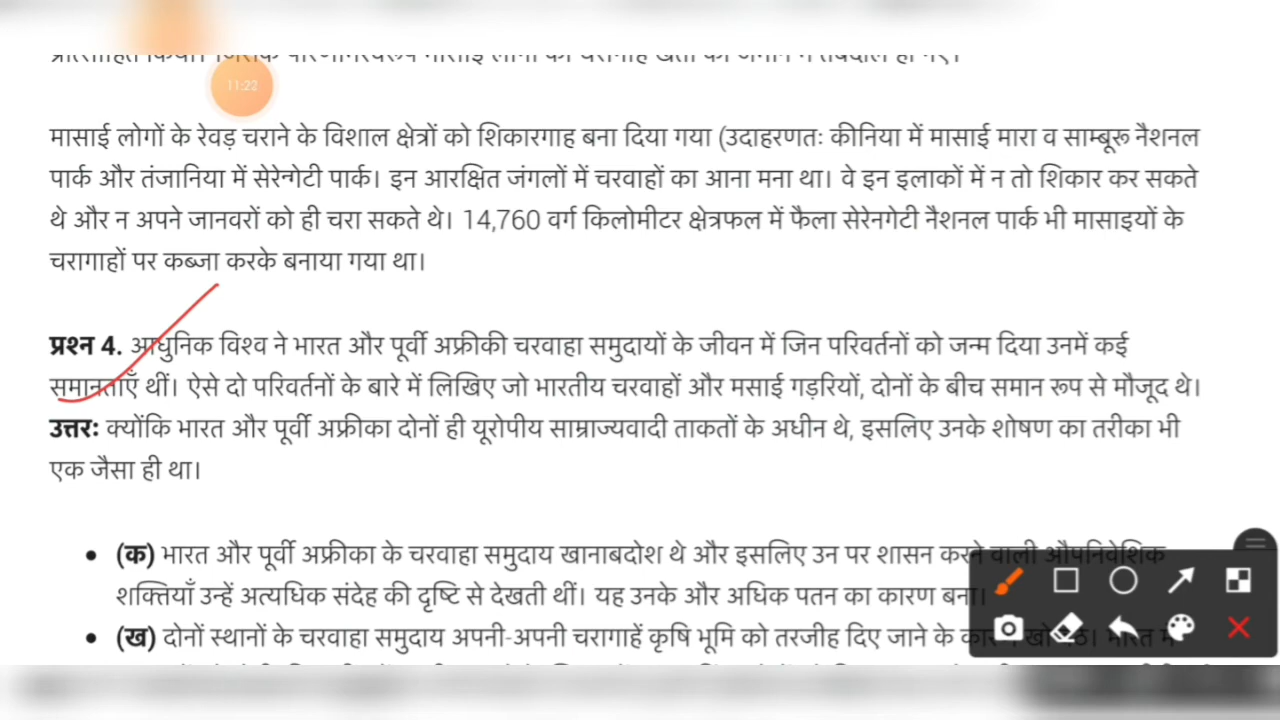 11:22
मासाई लोगों के रेवड़ चराने के विशाल क्षेत्रों को शिकारगाह बना दिया गया (उदाहरणतः कीनिया में मासाई मारा व साम्बूरू नैशनल
पार्क और तंजानिया में सेरेन्गेटी पार्क। इन आरक्षित जंगलों में चरवाहों का आना मना था। वे इन इलाकों में न तो शिकार कर सकते
थे और न अपने जानवरों को ही चरा सकते थे। 14,760 वर्ग किलोमीटर क्षेत्रफल में फैला सेरेनगेटी नैशनल पार्क भी मासाइयों के
चरागाहों पर कब्जा करके बनाया गया था।
प्रश्न 4. आधुनिक विश्व ने भारत और पूर्वी अफ्रीकी चरवाहा समुदायों के जीवन में जिन परिवर्तनों को जन्म दिया उनमें कई
समानताएँ थीं। ऐसे दो परिवर्तनों के बारे में लिखिए जो भारतीय चरवाहों और मसाई गड़रियों, दोनों के बीच समान रूप से मौजूद थे।
उत्तरः क्योंकि भारत और पूर्वी अफ्रीका दोनों ही यूरोपीय साम्राज्यवादी ताकतों के अधीन थे, इसलिए उनके शोषण का तरीका भी
एक जैसा ही था।
• (क) भारत और पूर्वी अफ्रीका के चरवाहा समुदाय खानाबदोश थे और इसलिए उन पर शासन करने वाली औपनिवेशिक
शक्तियाँ उन्हें अत्यधिक संदेह की दृष्टि से देखती थीं। यह उनके और अधिक पतन का कारण बना।
• (ख) दोनों स्थानों के चरवाहा समुदाय अपनी-अपनी चरागाहें कृषि भूमि को तरजीह दिए जाने के